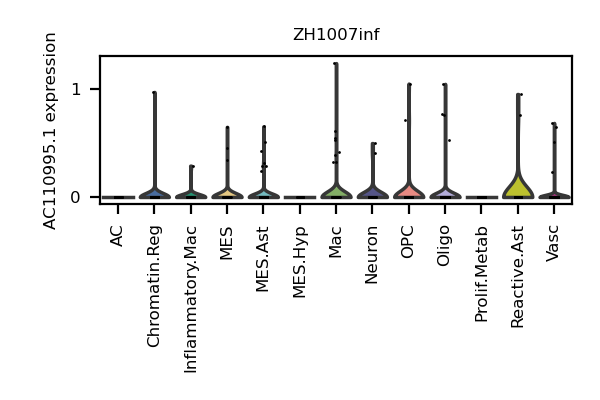 ZH1007inf
AC110995.1 expression
1
0
AC
Chromatin.Reg
Inflammatory.Mac
MES
MES.Ast
MES.Hyp
Mac
Neuron
OPC
Oligo
Prolif.Metab
Reactive.Ast
Vasc